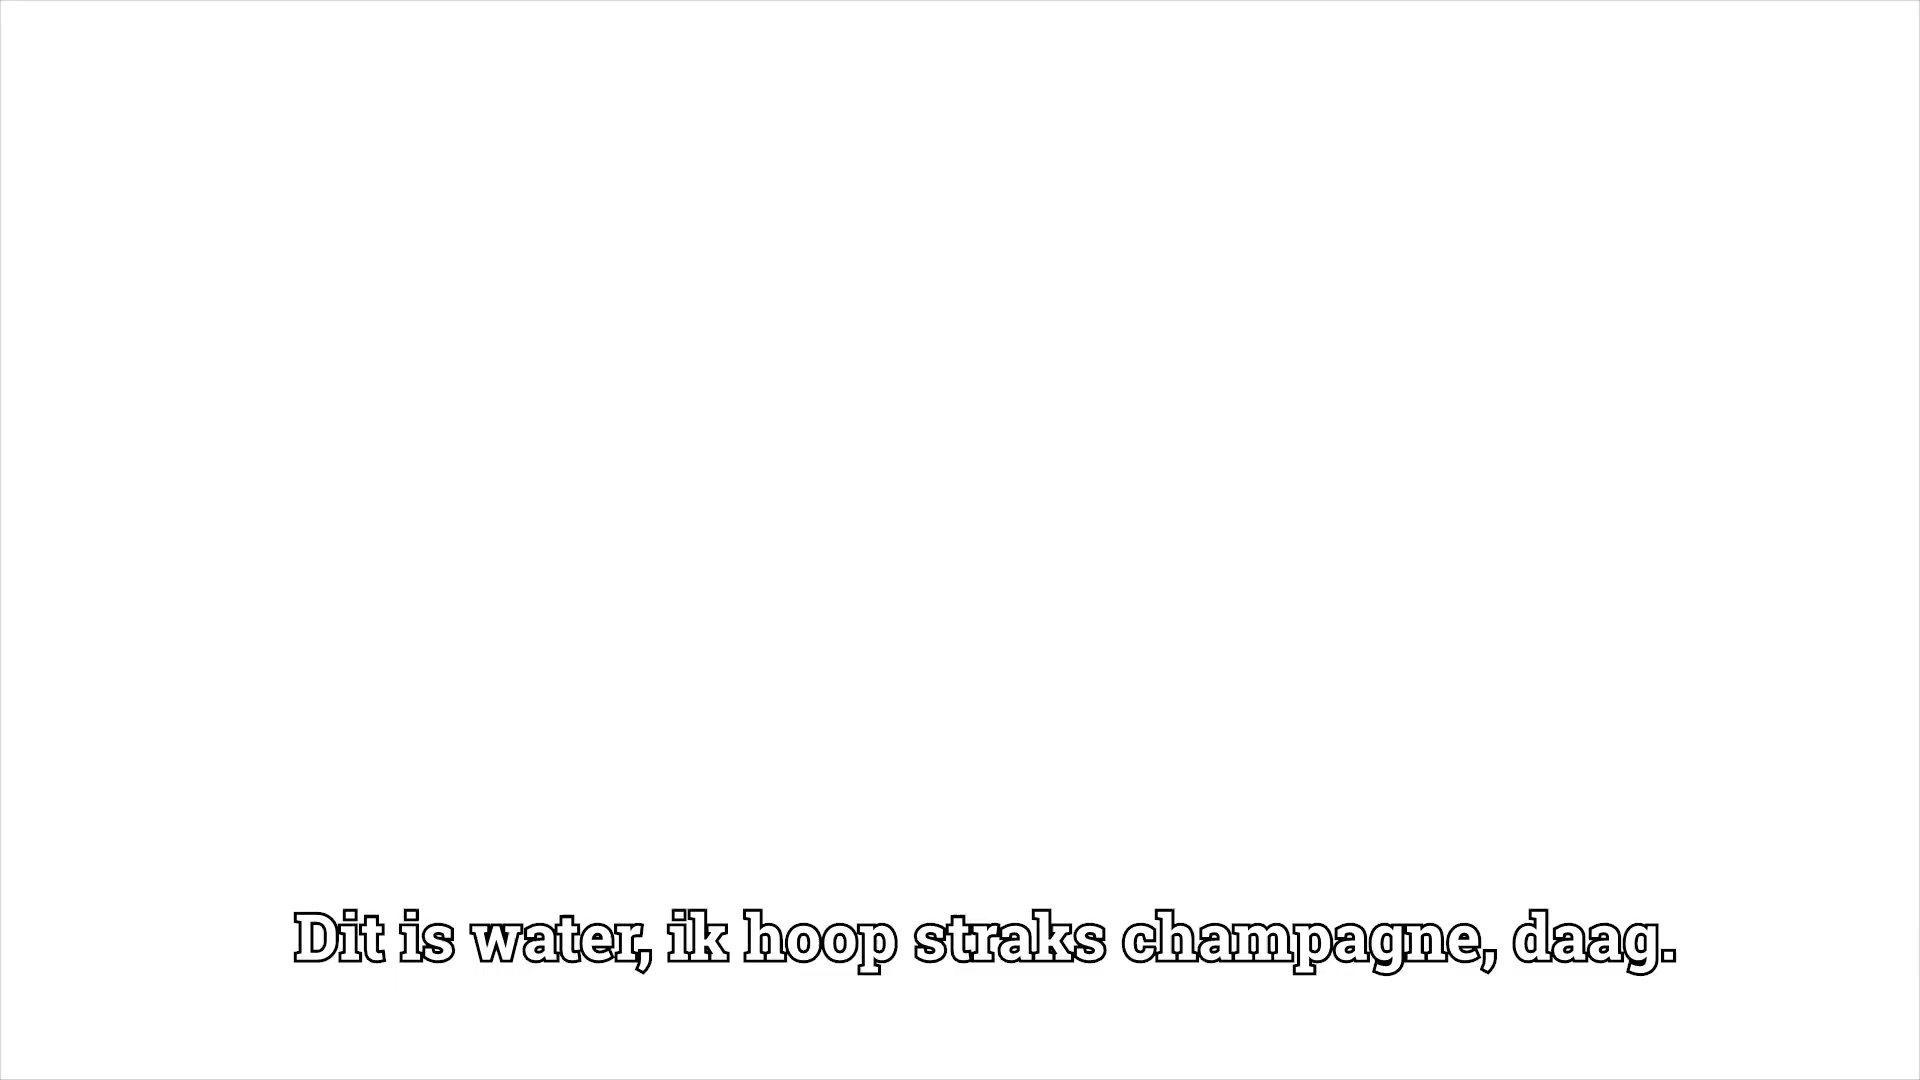 Dit is water, ik hoop straks champagne, daag.